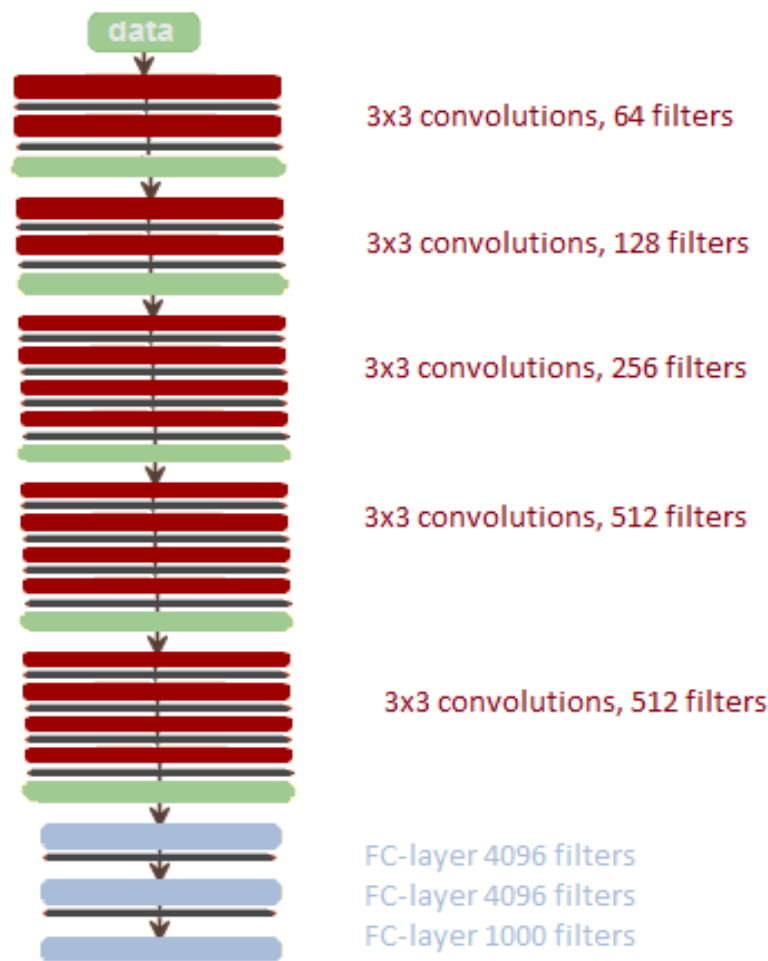 data
3x3 convolutions, 64 filters
3x3 convolutions, 128 filters
3x3 convolutions, 256 filters
3x3 convolutions, 512 filters
3x3 convolutions, 512 filters
FC-layer 4096 filters
FC-layer 4096 filters
FC-layer 1000 filters